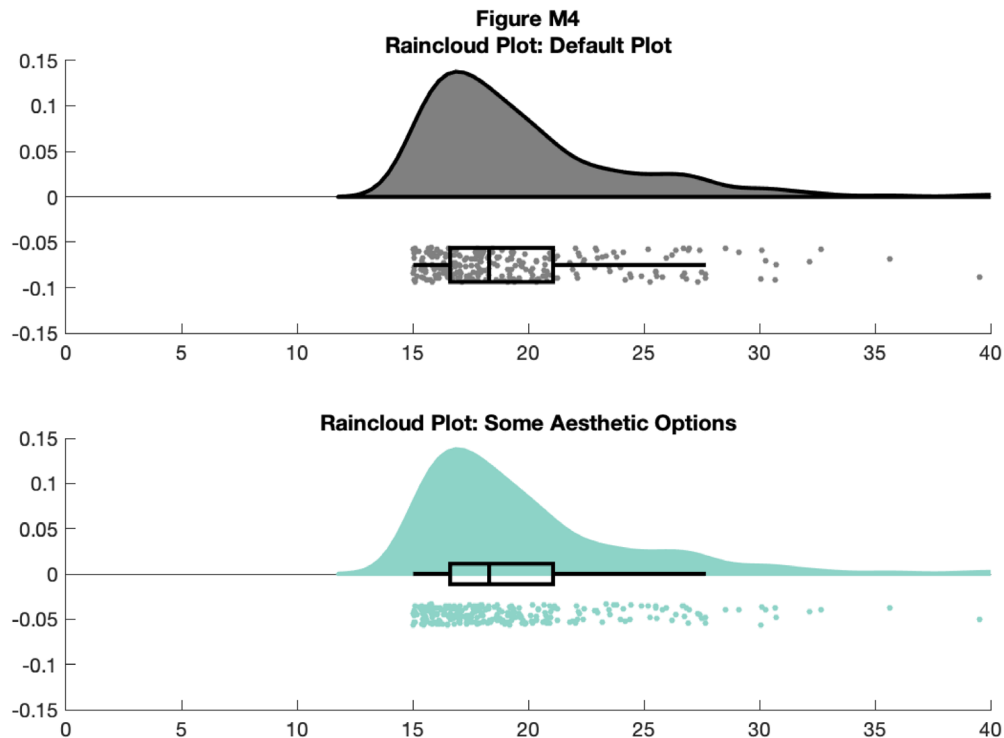 Figure M4
Raincloud Plot: Default Plot
0.15
0.1
0.05
0
-0.05
-0.1
-0.15
0 5 10 15 20 25 30 35 40
Raincloud Plot: Some Aesthetic Options
0.15
0.1
0.05
0
-0.05
-0.1
-0.15
0 5 10 15 20 25 30 35 40